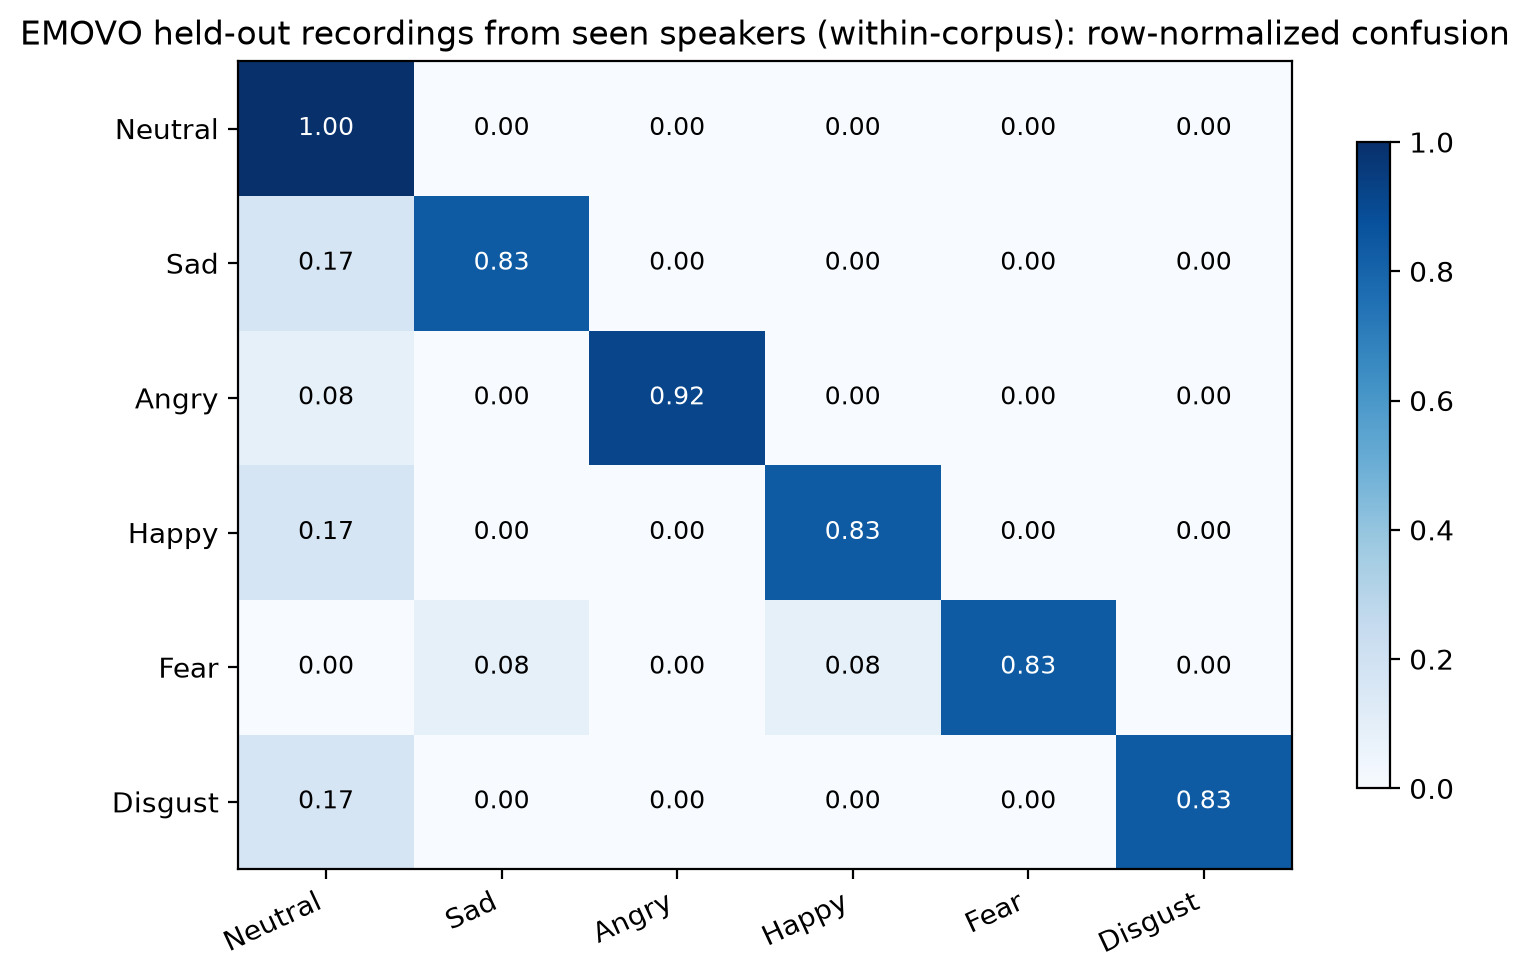 EMOVO held-out recordings from seen speakers (within-corpus): row-normalized confusion
Neutral 1.00 0.00 0.00 0.00 0.00 0.00
Sad 0.17 0.83 0.00 0.00 0.00 0.00
Angry 0.08 0.00 0.92 0.00 0.00 0.00
Happy 0.17 0.00 0.00 0.83 0.00 0.00
Fear 0.00 0.08 0.00 0.08 0.83 0.00
Disgust 0.17 0.00 0.00 0.00 0.00 0.83
Neutral Sad Angry Happy Fear Disgust
1.0
0.8
0.6
0.4
0.2
0.0